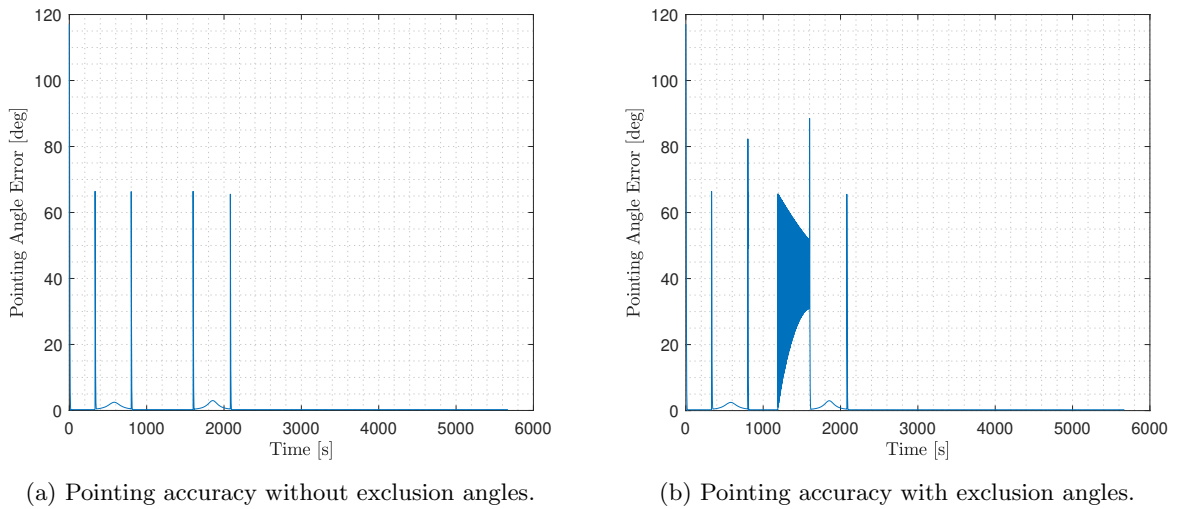 120
100
80
60
40
20
0
Pointing Angle Error [deg]
0 1000 2000 3000 4000 5000 6000
Time [s]
(a) Pointing accuracy without exclusion angles.
120
100
80
60
40
20
0
Pointing Angle Error [deg]
0 1000 2000 3000 4000 5000 6000
Time [s]
(b) Pointing accuracy with exclusion angles.